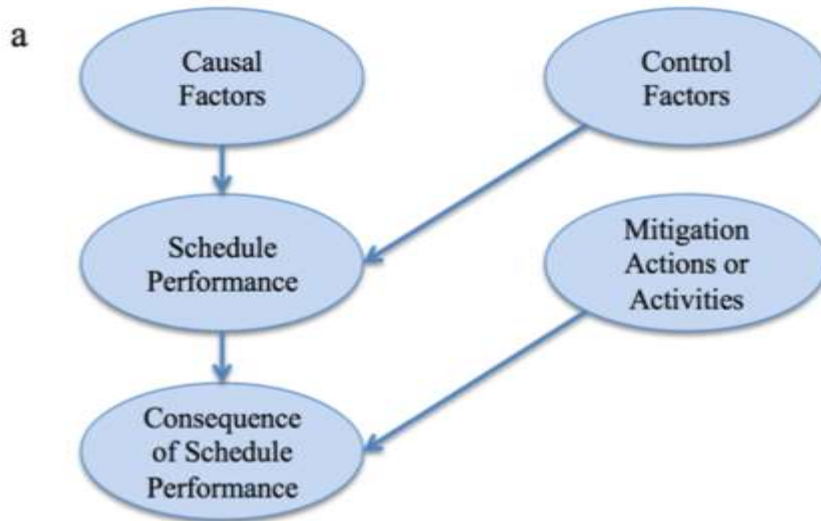 a
Causal
Factors
Control
Factors
Schedule
Performance
Mitigation
Actions or
Activities
Consequence
of Schedule
Performance